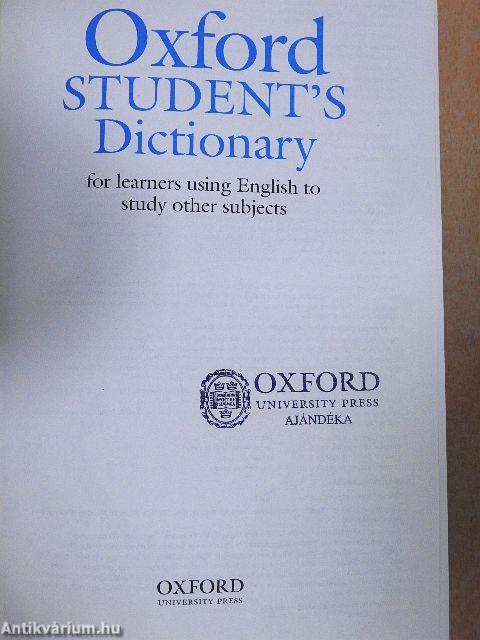 Oxford
STUDENT'S
Dictionary
for learners using English to
study other subjects
OXFORD
UNIVERSITY PRESS
AJÁNDÉKA
OXFORD
UNIVERSITY PRESS
Antikvárium.hu